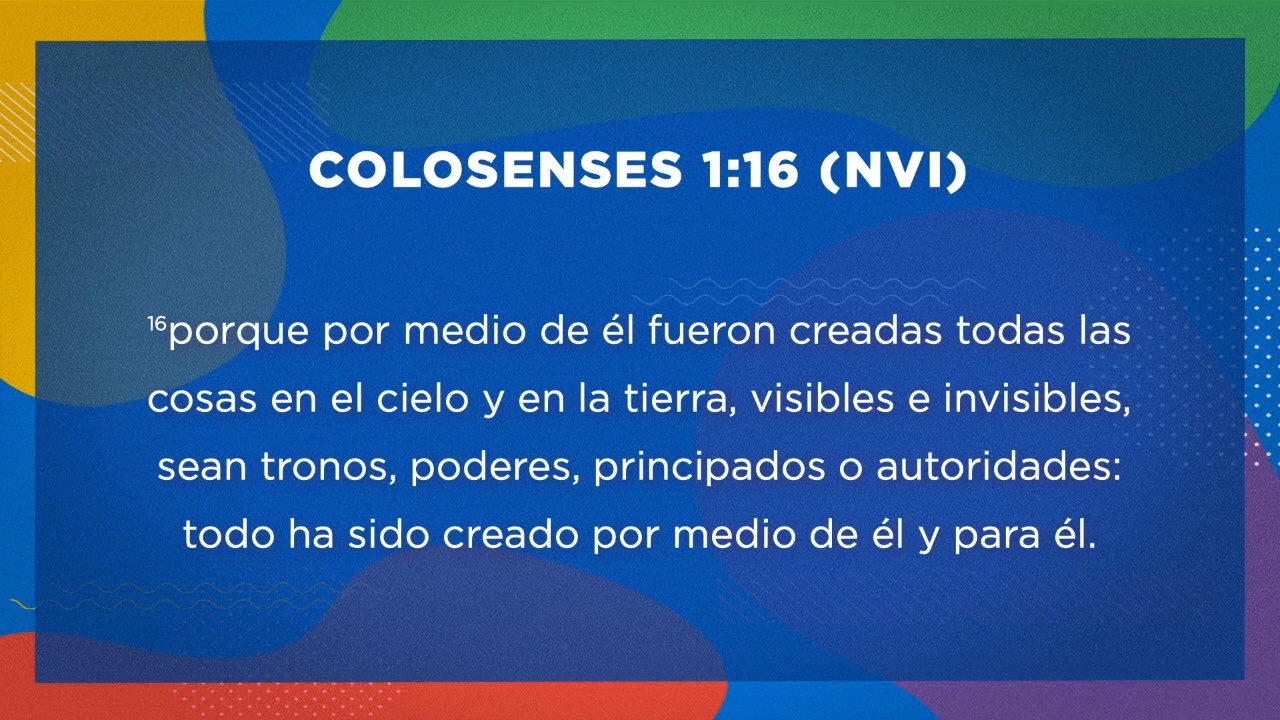 COLOSENSES 1:16 (NVI)
16porque por medio de él fueron creadas todas las
cosas en el cielo y en la tierra, visibles e invisibles,
sean tronos, poderes, principados o autoridades:
todo ha sido creado por medio de él y para él.